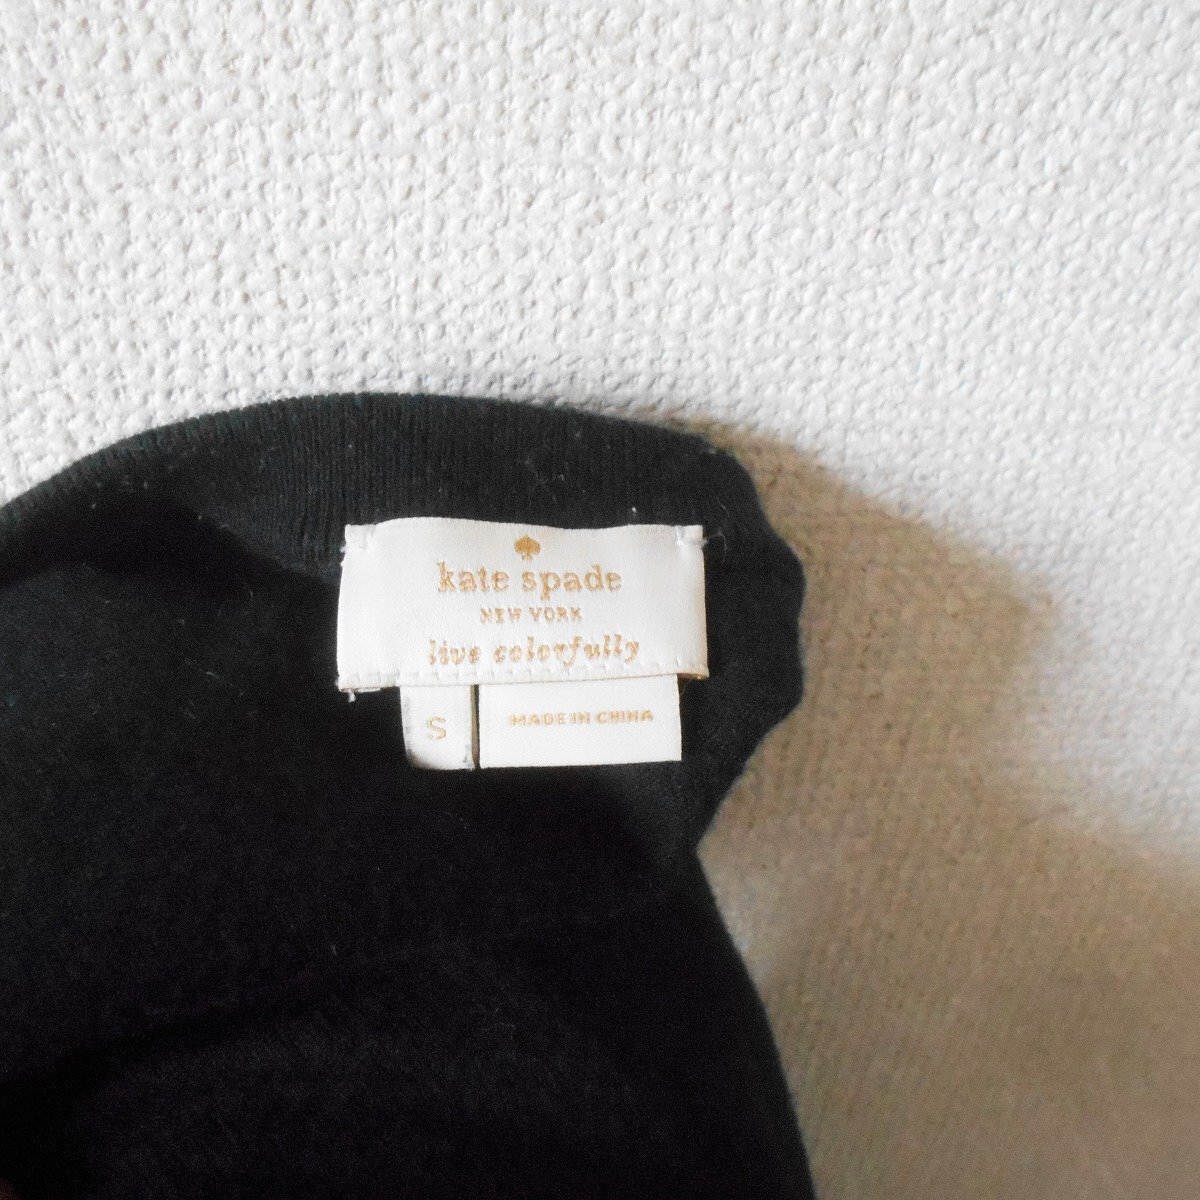 kate spade
NEW YORK
live colorfully
S
MADE IN CHINA